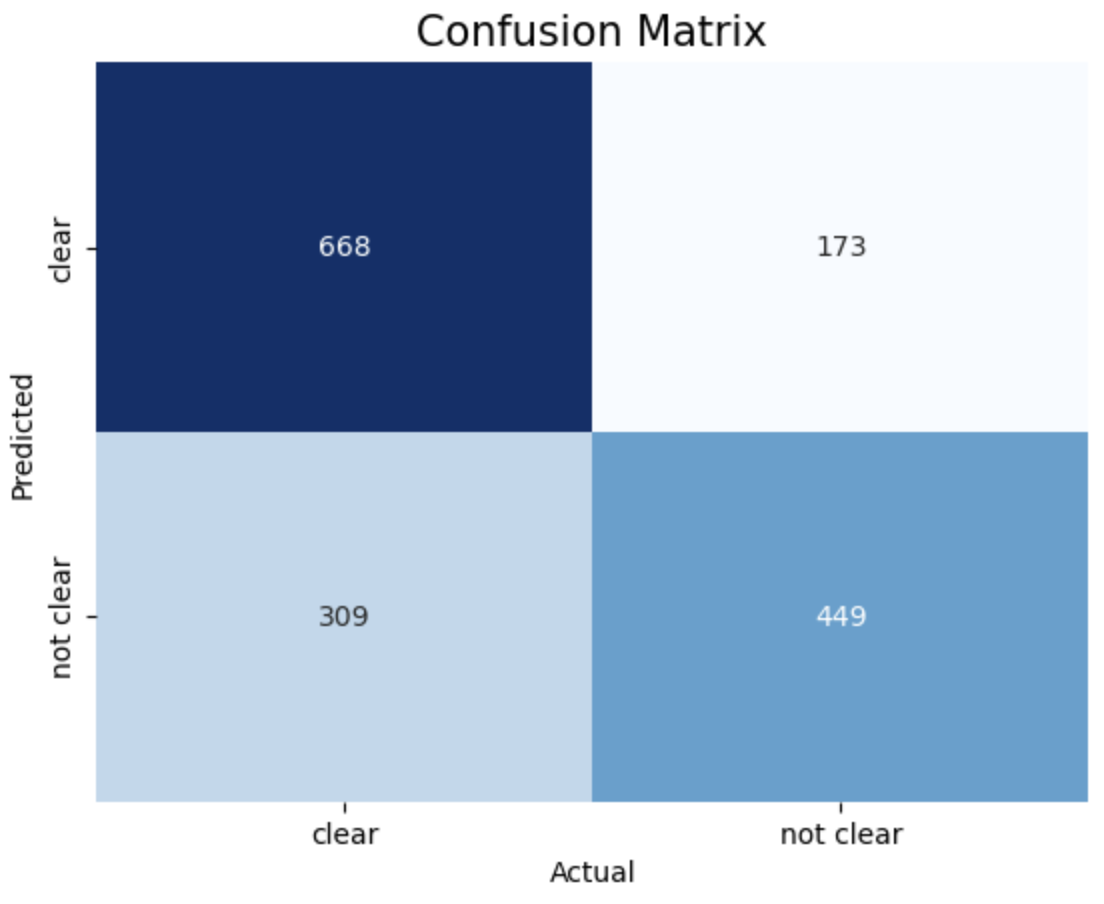 Confusion Matrix
clear
668
173
Predicted
not clear
309
449
clear
not clear
Actual